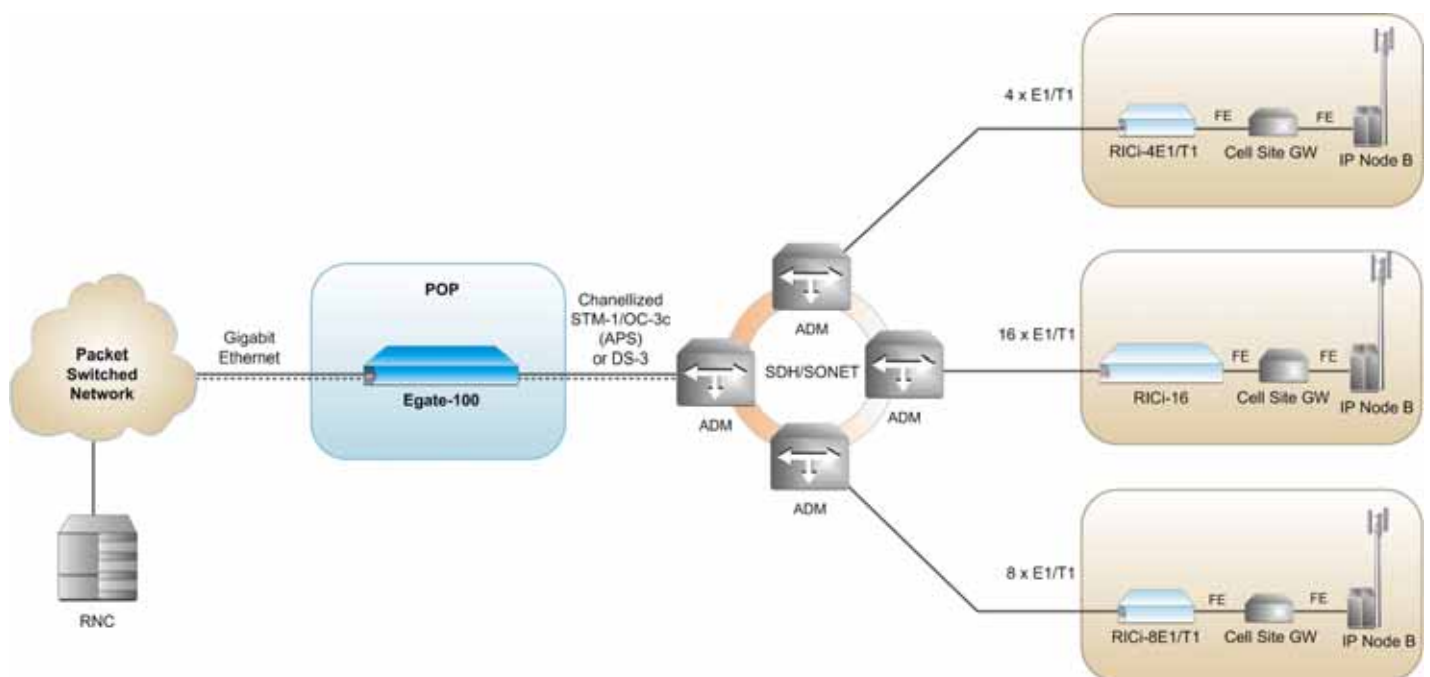 Packet
Switched
Network
RNC
Gigabit
Ethernet
POP
Egate-100
Chanellized
STM-1/OC-3c
(APS)
or DS-3
ADM
ADM
SDH/SONET
ADM
ADM
4 x E1/T1
RICi-4E1/T1
FE
Cell Site GW
FE
IP Node B
16 x E1/T1
RICi-16
FE
Cell Site GW
FE
IP Node B
8 x E1/T1
RICi-8E1/T1
FE
Cell Site GW
FE
IP Node B